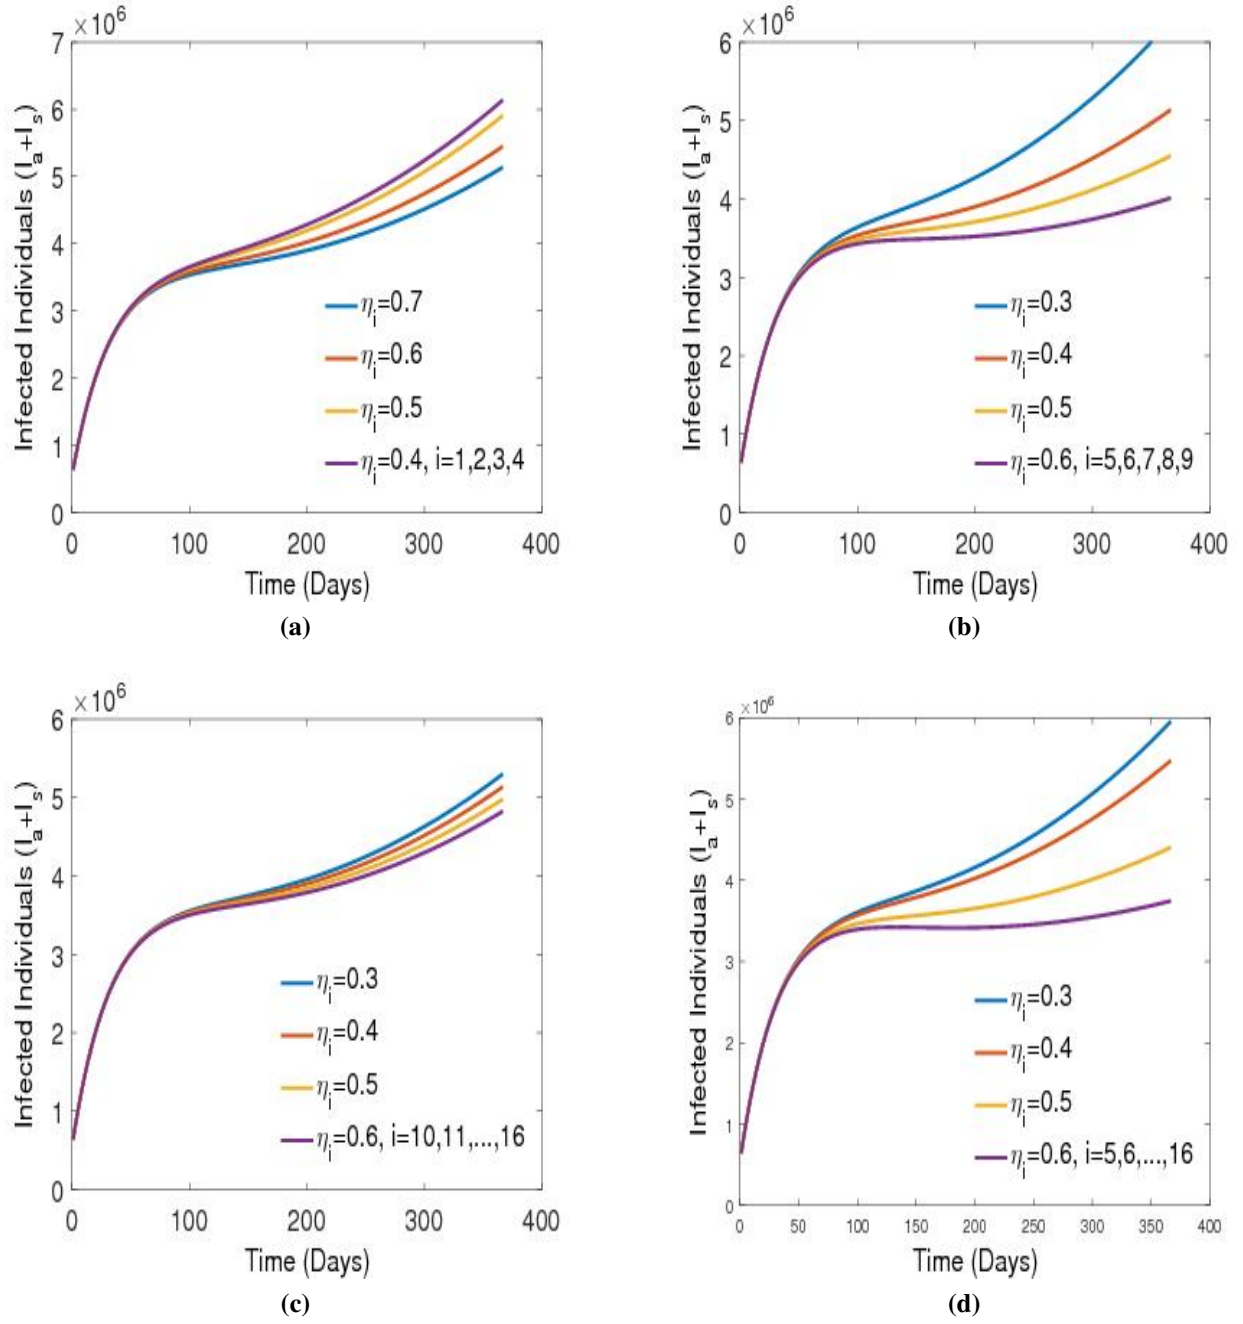 ×10^6
7
6
5
4
3
2
1
0
0 100 200 300 400
Infected Individuals (I_a+I_s)
Time (Days)
η_i=0.7
η_i=0.6
η_i=0.5
η_i=0.4, i=1,2,3,4
(a)
×10^6
6
5
4
3
2
1
0
0 100 200 300 400
Infected Individuals (I_a+I_s)
Time (Days)
η_i=0.3
η_i=0.4
η_i=0.5
η_i=0.6, i=5,6,7,8,9
(b)
×10^6
6
5
4
3
2
1
0
0 100 200 300 400
Infected Individuals (I_a+I_s)
Time (Days)
η_i=0.3
η_i=0.4
η_i=0.5
η_i=0.6, i=10,11,...,16
(c)
×10^6
6
5
4
3
2
1
0
0 50 100 150 200 250 300 350 400
Infected Individuals (I_a+I_s)
Time (Days)
η_i=0.3
η_i=0.4
η_i=0.5
η_i=0.6, i=5,6,...,16
(d)